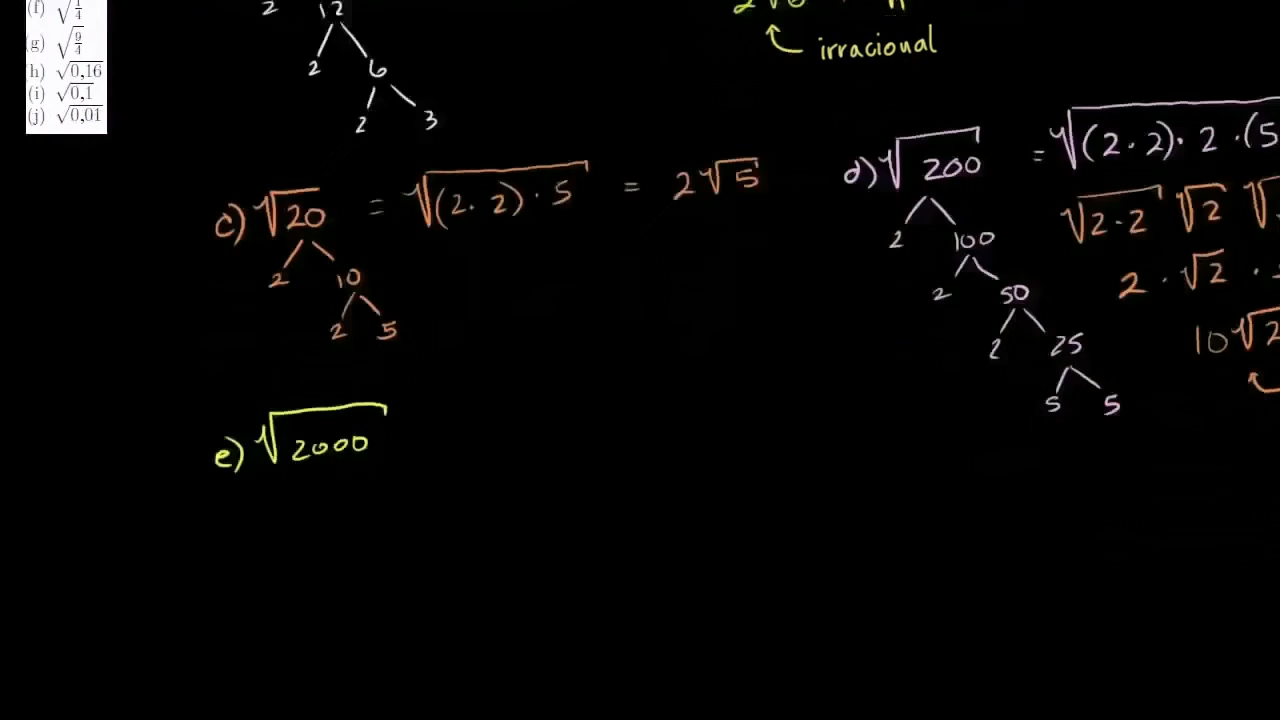 (f) √1/4
(g) √9/4
(h) √0,16
(i) √0,1
(j) √0,01
2 12
2 6
2 3
irracional
c) √20 = √(2·2)·5 = 2√5
2 10
2 5
d) √200 = √(2·2)·2·(5
2 100
2 50
2 25
5 5
√2·2 √2 √
2 · √2 ·
10√2
e) √2000